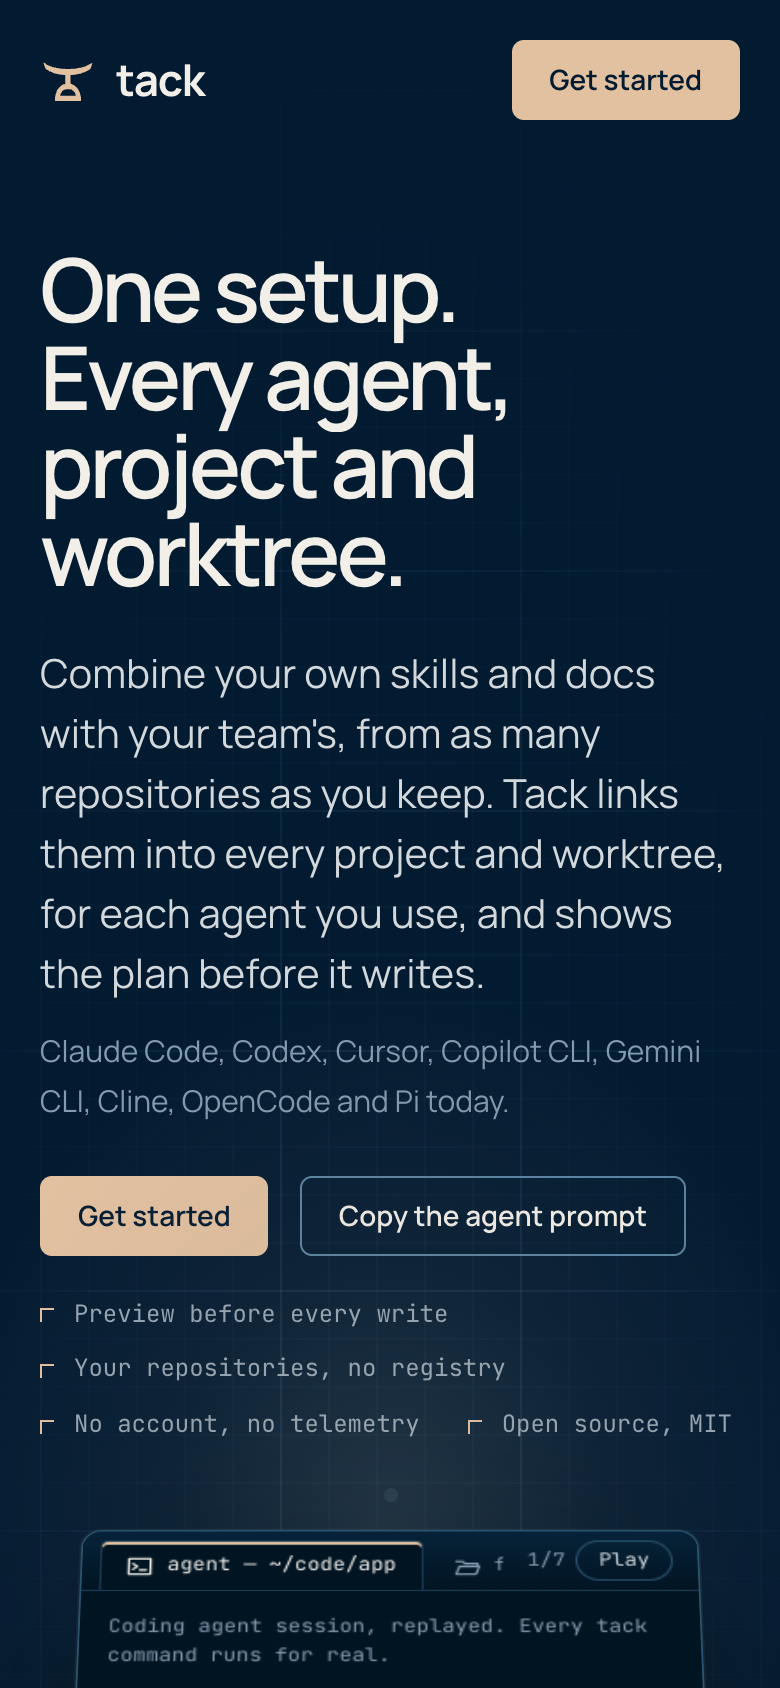 tack
Get started
One setup.
Every agent,
project and
worktree.
Combine your own skills and docs
with your team's, from as many
repositories as you keep. Tack links
them into every project and worktree,
for each agent you use, and shows
the plan before it writes.
Claude Code, Codex, Cursor, Copilot CLI, Gemini
CLI, Cline, OpenCode and Pi today.
Get started
Copy the agent prompt
Preview before every write
Your repositories, no registry
No account, no telemetry
Open source, MIT
agent — ~/code/app
f
1/7
Play
Coding agent session, replayed. Every tack
command runs for real.